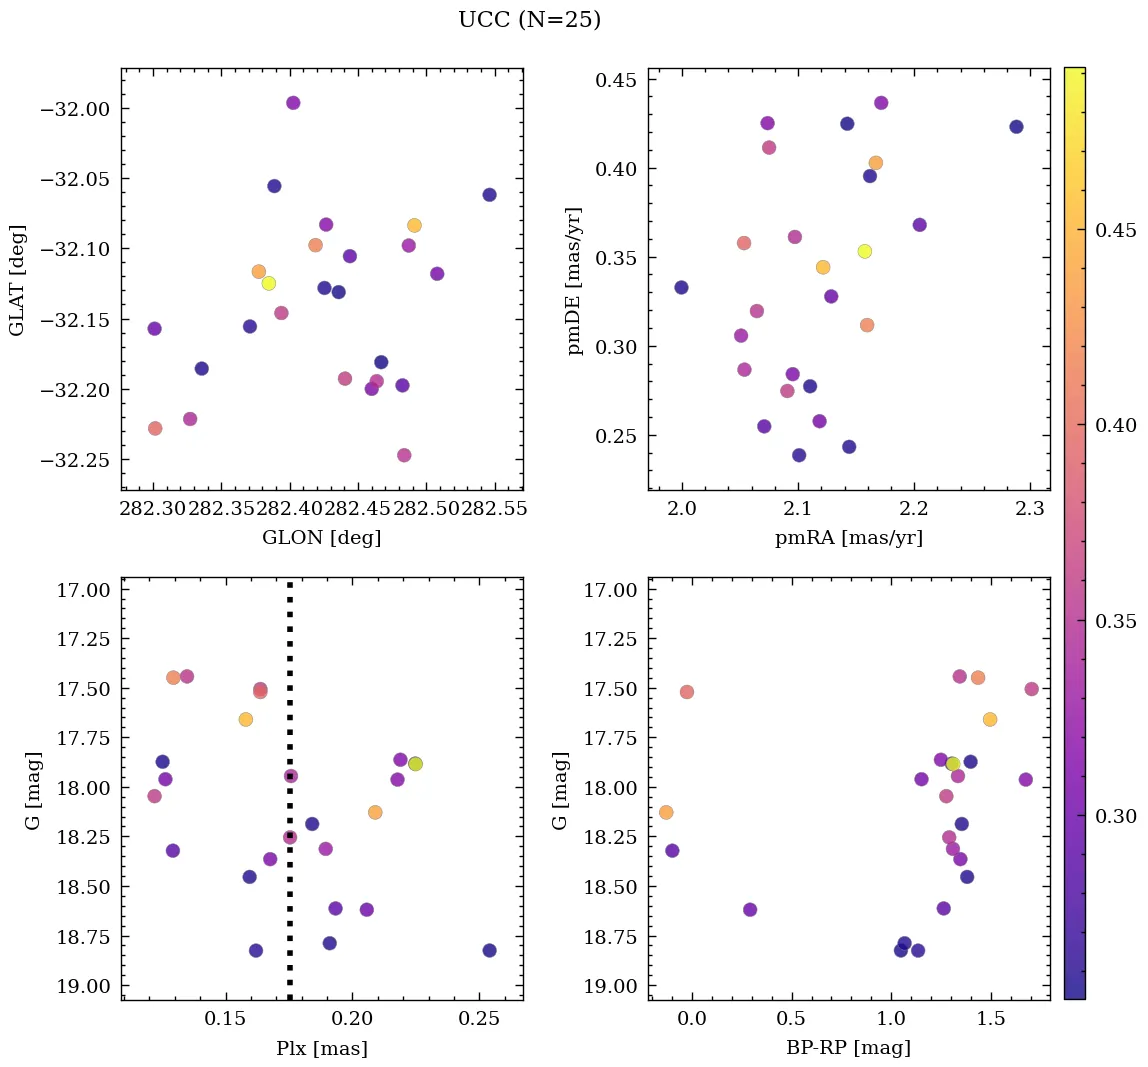 UCC (N=25)
−32.00
−32.05
−32.10
−32.15
−32.20
−32.25
GLAT [deg]
282.30 282.35 282.40 282.45 282.50 282.55
GLON [deg]
0.45
0.40
0.35
0.30
0.25
pmDE [mas/yr]
2.0 2.1 2.2 2.3
pmRA [mas/yr]
17.00
17.25
17.50
17.75
18.00
18.25
18.50
18.75
19.00
G [mag]
0.15 0.20 0.25
Plx [mas]
17.00
17.25
17.50
17.75
18.00
18.25
18.50
18.75
19.00
G [mag]
0.0 0.5 1.0 1.5
BP-RP [mag]
0.45
0.40
0.35
0.30